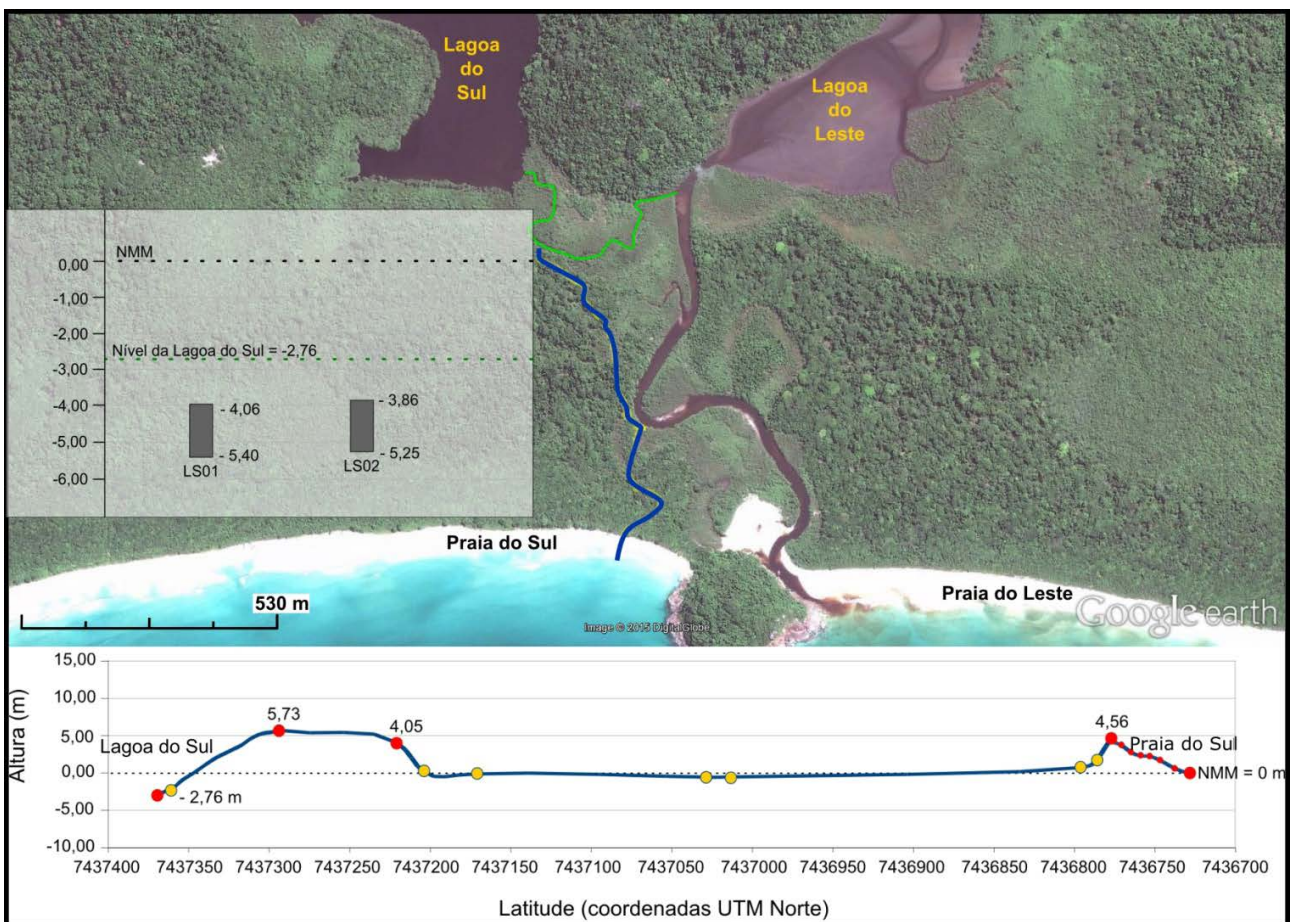 Lagoa
do
Sul
Lagoa
do
Leste
NMM
0,00
-1,00
-2,00
-3,00
-4,00
-5,00
-6,00
Nível da Lagoa do Sul = -2,76
- 4,06
- 5,40
LS01
- 3,86
- 5,25
LS02
Praia do Sul
Praia do Leste
530 m
Image © 2015 DigitalGlobe
Google earth
Altura (m)
15,00
10,00
5,00
0,00
-5,00
-10,00
Lagoa do Sul
- 2,76 m
5,73
4,05
4,56
Praia do Sul
NMM = 0 m
7437400 7437350 7437300 7437250 7437200 7437150 7437100 7437050 7437000 7436950 7436900 7436850 7436800 7436750 7436700
Latitude (coordenadas UTM Norte)